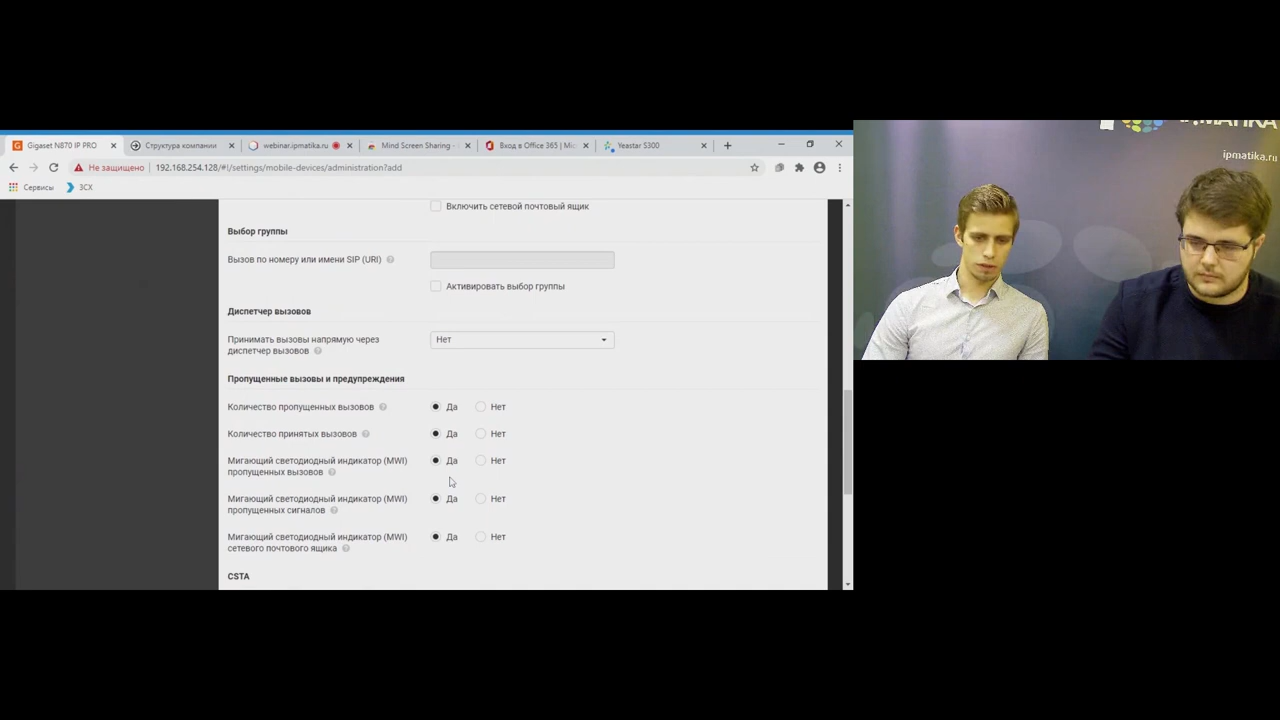 Gigaset N870 IP PRO
Структура компании
webinar.ipmatika.ru
Mind Screen Sharing -
Вход в Office 365 | Mic
Yeastar S300
Не защищено
192.168.254.128/#!/settings/mobile-devices/administration?add
Сервисы
3CX
Включить сетевой почтовый ящик
Выбор группы
Вызов по номеру или имени SIP (URI)
Активировать выбор группы
Диспетчер вызовов
Принимать вызовы напрямую через
диспетчер вызовов
Нет
Пропущенные вызовы и предупреждения
Количество пропущенных вызовов
Да
Нет
Количество принятых вызовов
Да
Нет
Мигающий светодиодный индикатор (MWI)
пропущенных вызовов
Да
Нет
Мигающий светодиодный индикатор (MWI)
пропущенных сигналов
Да
Нет
Мигающий светодиодный индикатор (MWI)
сетевого почтового ящика
Да
Нет
CSTA
ipmatika.ru